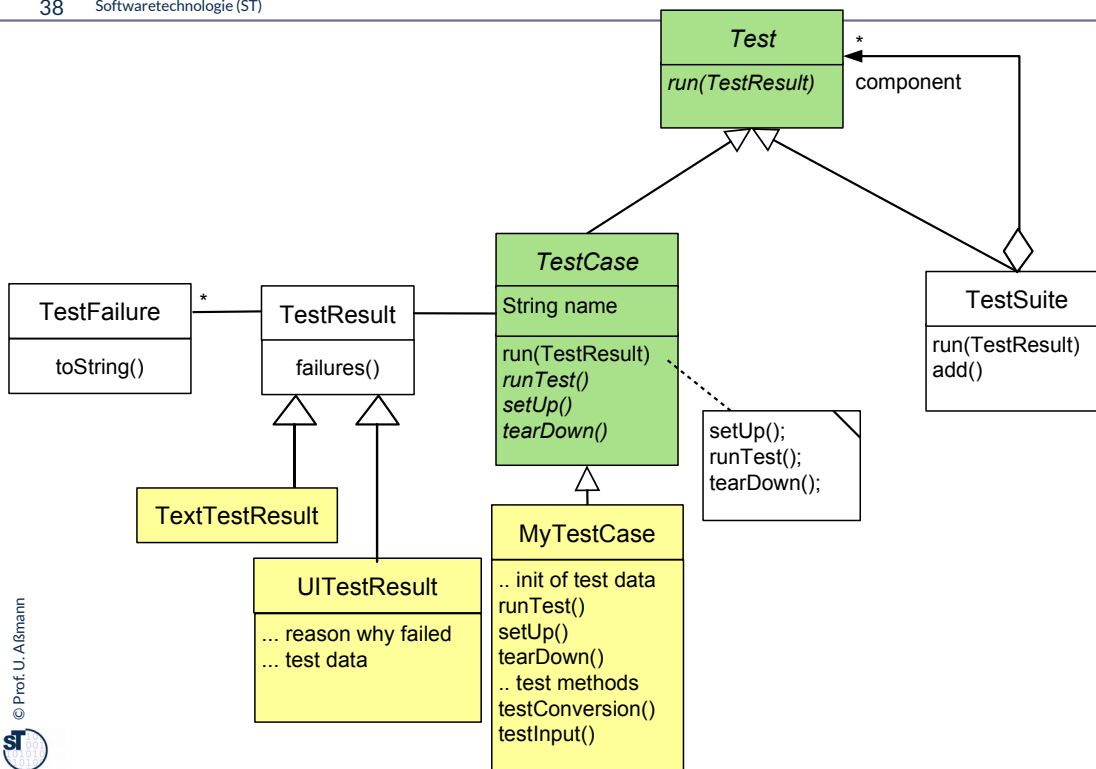 38 Softwaretechnologie (ST)
Test
run(TestResult)
*
component
TestCase
String name
run(TestResult)
runTest()
setUp()
tearDown()
TestSuite
run(TestResult)
add()
TestFailure
toString()
*
TestResult
failures()
setUp();
runTest();
tearDown();
TextTestResult
UITestResult
... reason why failed
... test data
MyTestCase
.. init of test data
runTest()
setUp()
tearDown()
.. test methods
testConversion()
testInput()
© Prof. U. Aßmann
ST